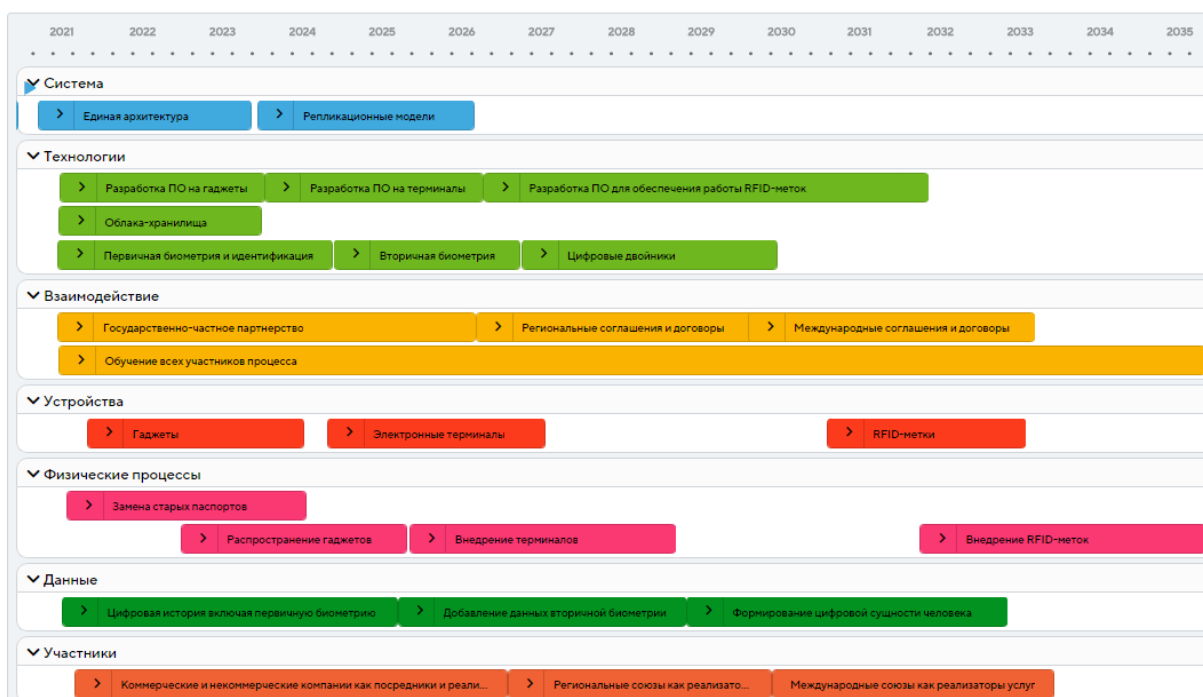 2021 2022 2023 2024 2025 2026 2027 2028 2029 2030 2031 2032 2033 2034 2035
Система
Единая архитектура Репликационные модели
Технологии
Разработка ПО на гаджеты Разработка ПО на терминалы Разработка ПО для обеспечения работы RFID-меток
Облака-хранилища
Первичная биометрия и идентификация Вторичная биометрия Цифровые двойники
Взаимодействие
Государственно-частное партнерство Региональные соглашения и договоры Международные соглашения и договоры
Обучение всех участников процесса
Устройства
Гаджеты Электронные терминалы RFID-метки
Физические процессы
Замена старых паспортов
Распространение гаджетов Внедрение терминалов Внедрение RFID-меток
Данные
Цифровая история включая первичную биометрию Добавление данных вторичной биометрии Формирование цифровой сущности человека
Участники
Коммерческие и некоммерческие компании как посредники и реали... Региональные союзы как реализато... Международные союзы как реализаторы услуг